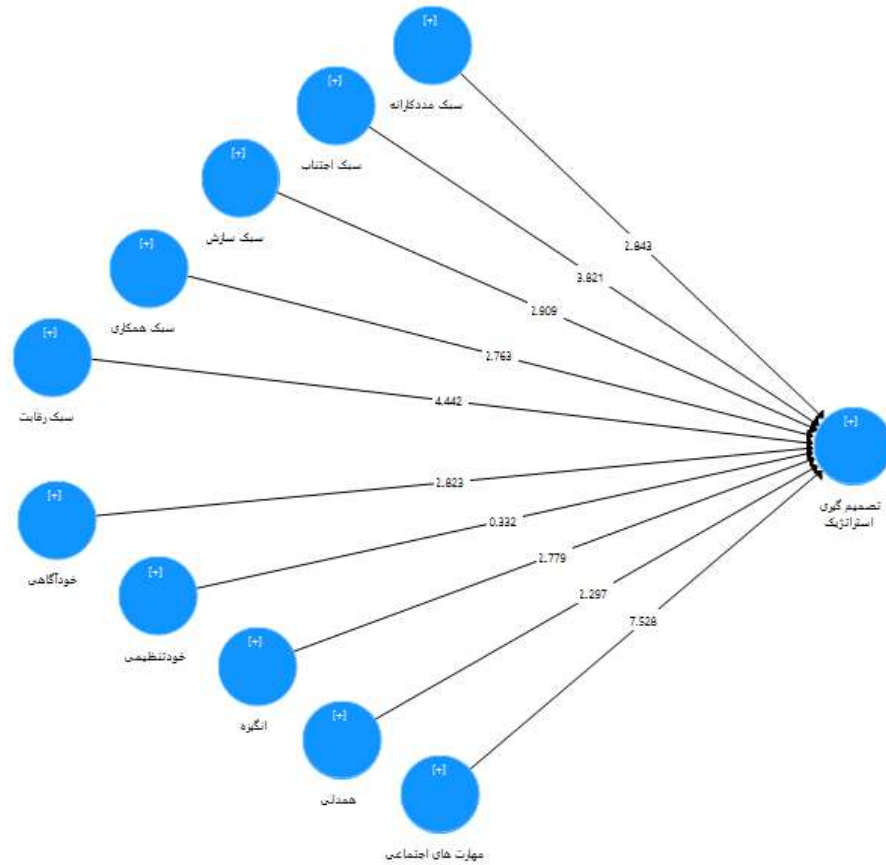 [+]
سبک مددکارانه
[+]
سبک اجتناب
[+]
سبک سازش
[+]
سبک همکاری
[+]
سبک رقابت
2.843
3.821
2.909
2.763
4.442
[+]
تصمیم گیری
استراتژیک
2.823
0.332
2.779
2.297
7.528
[+]
خودآگاهی
[+]
خودتنظیمی
[+]
انگیزه
[+]
همدلی
[+]
مهارت های اجتماعی